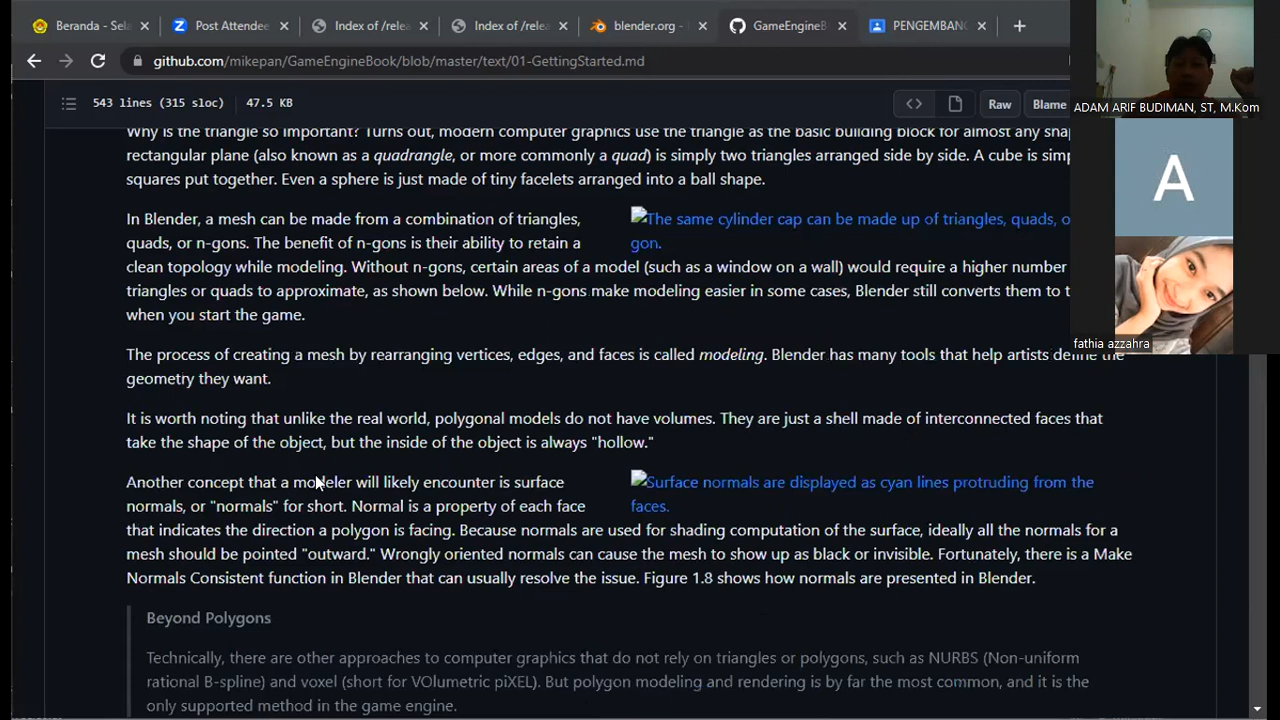 Beranda - Sela
Post Attendee
Index of /relea
Index of /relea
blender.org -
GameEngineB
PENGEMBANG
github.com/mikepan/GameEngineBook/blob/master/text/01-GettingStarted.md
543 lines (315 sloc)
47.5 KB
Raw
Blame
ADAM ARIF BUDIMAN, ST, M.Kom
A
fathia azzahra
Why is the triangle so important? Turns out, modern computer graphics use the triangle as the basic building block for almost any shap
rectangular plane (also known as a quadrangle, or more commonly a quad) is simply two triangles arranged side by side. A cube is simp
squares put together. Even a sphere is just made of tiny facelets arranged into a ball shape.
In Blender, a mesh can be made from a combination of triangles,
quads, or n-gons. The benefit of n-gons is their ability to retain a
The same cylinder cap can be made up of triangles, quads, o
gon.
clean topology while modeling. Without n-gons, certain areas of a model (such as a window on a wall) would require a higher number
triangles or quads to approximate, as shown below. While n-gons make modeling easier in some cases, Blender still converts them to t
when you start the game.
The process of creating a mesh by rearranging vertices, edges, and faces is called modeling. Blender has many tools that help artists define the
geometry they want.
It is worth noting that unlike the real world, polygonal models do not have volumes. They are just a shell made of interconnected faces that
take the shape of the object, but the inside of the object is always "hollow."
Another concept that a modeler will likely encounter is surface
normals, or "normals" for short. Normal is a property of each face
Surface normals are displayed as cyan lines protruding from the
faces.
that indicates the direction a polygon is facing. Because normals are used for shading computation of the surface, ideally all the normals for a
mesh should be pointed "outward." Wrongly oriented normals can cause the mesh to show up as black or invisible. Fortunately, there is a Make
Normals Consistent function in Blender that can usually resolve the issue. Figure 1.8 shows how normals are presented in Blender.
Beyond Polygons
Technically, there are other approaches to computer graphics that do not rely on triangles or polygons, such as NURBS (Non-uniform
rational B-spline) and voxel (short for VOlumetric piXEL). But polygon modeling and rendering is by far the most common, and it is the
only supported method in the game engine.